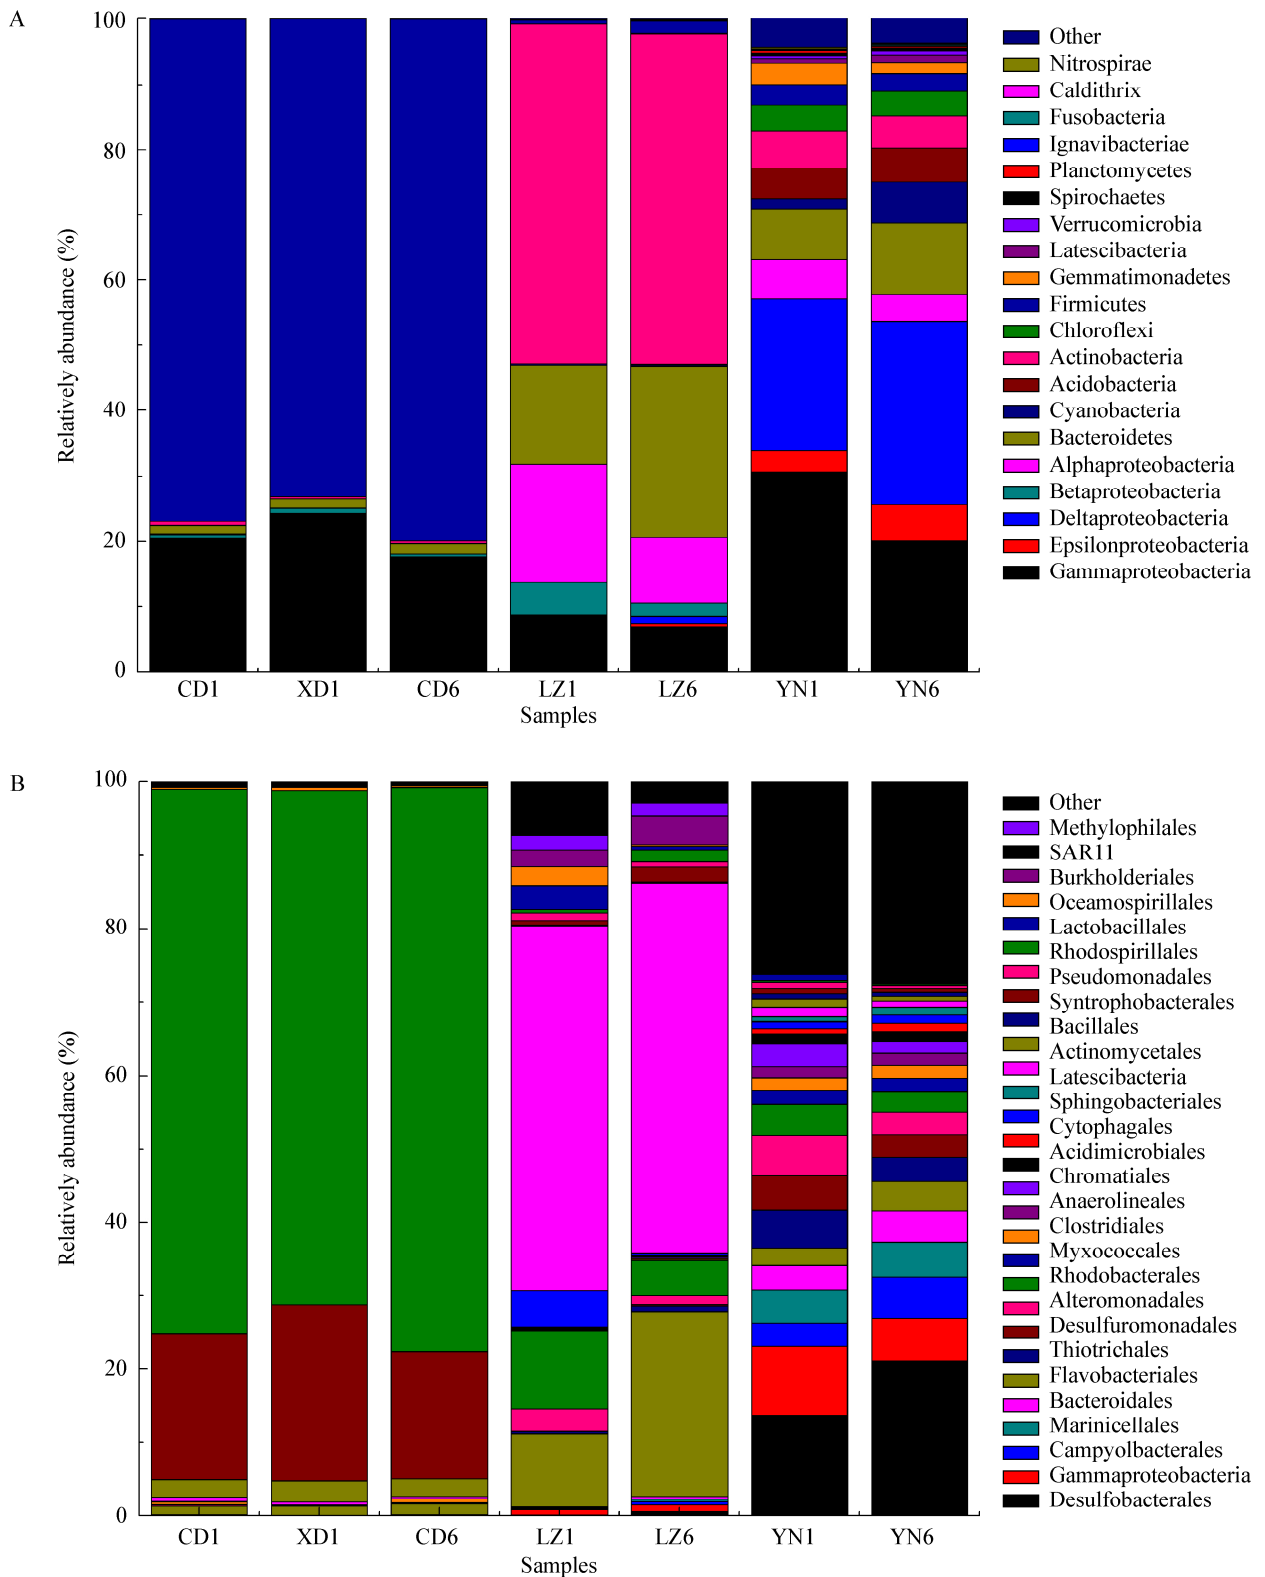 A
100
80
60
40
20
0
Relatively abundance (%)
CD1 XD1 CD6 LZ1 LZ6 YN1 YN6
Samples
Other
Nitrospirae
Caldithrix
Fusobacteria
Ignavibacteriae
Planctomycetes
Spirochaetes
Verrucomicrobia
Latescibacteria
Gemmatimonadetes
Firmicutes
Chloroflexi
Actinobacteria
Acidobacteria
Cyanobacteria
Bacteroidetes
Alphaproteobacteria
Betaproteobacteria
Deltaproteobacteria
Epsilonproteobacteria
Gammaproteobacteria
B
100
80
60
40
20
0
Relatively abundance (%)
CD1 XD1 CD6 LZ1 LZ6 YN1 YN6
Samples
Other
Methylophilales
SAR11
Burkholderiales
Oceamospirillales
Lactobacillales
Rhodospirillales
Pseudomonadales
Syntrophobacterales
Bacillales
Actinomycetales
Latescibacteria
Sphingobacteriales
Cytophagales
Acidimicrobiales
Chromatiales
Anaerolineales
Clostridiales
Myxococcales
Rhodobacterales
Alteromonadales
Desulfuromonadales
Thiotrichales
Flavobacteriales
Bacteroidales
Marinicellales
Campyolbacterales
Gammaproteobacteria
Desulfobacterales